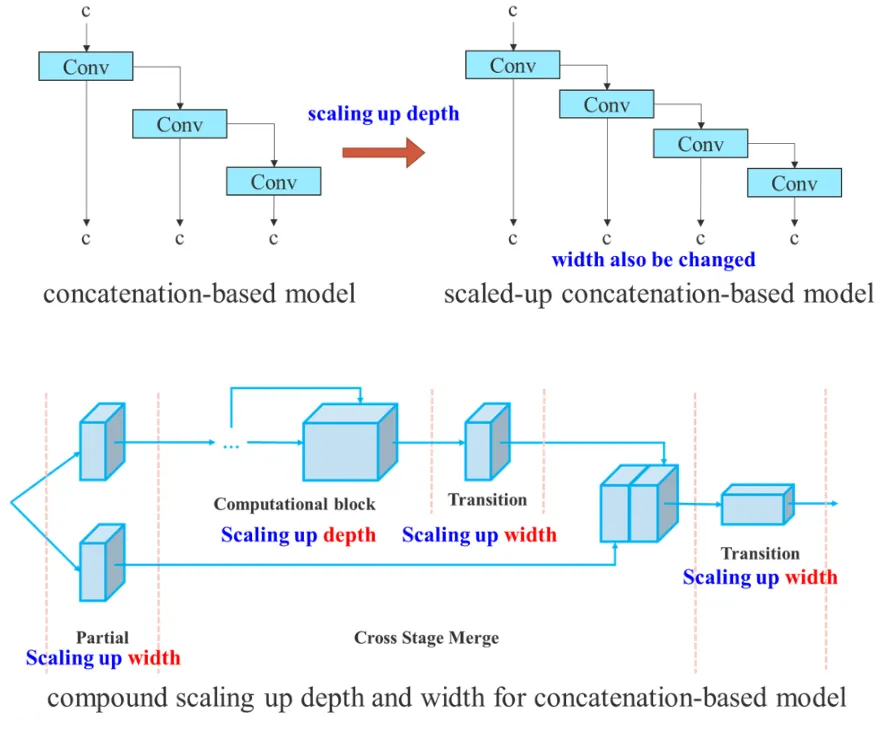 c
c
Conv
Conv
Conv
Conv
scaling up depth
Conv
Conv
Conv
c c c
c c c c
width also be changed
concatenation-based model
scaled-up concatenation-based model
...
Computational block
Transition
Scaling up depth
Scaling up width
Transition
Scaling up width
Partial
Cross Stage Merge
Scaling up width
compound scaling up depth and width for concatenation-based model